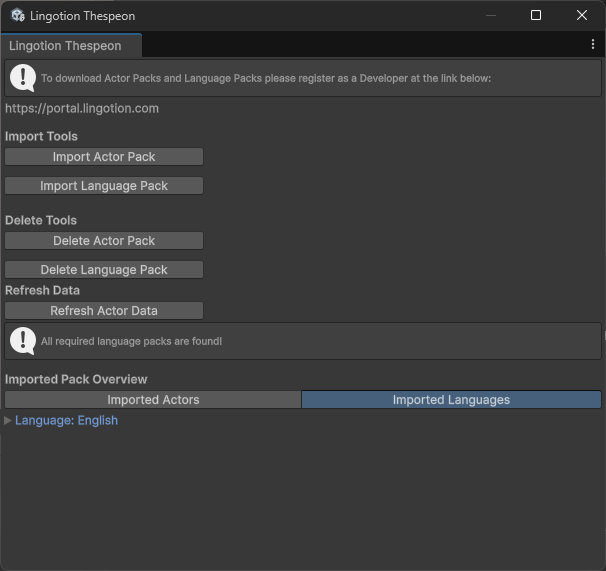 Lingotion Thespeon
Lingotion Thespeon
To download Actor Packs and Language Packs please register as a Developer at the link below:
https://portal.lingotion.com
Import Tools
Import Actor Pack
Import Language Pack
Delete Tools
Delete Actor Pack
Delete Language Pack
Refresh Data
Refresh Actor Data
All required language packs are found!
Imported Pack Overview
Imported Actors Imported Languages
Language: English